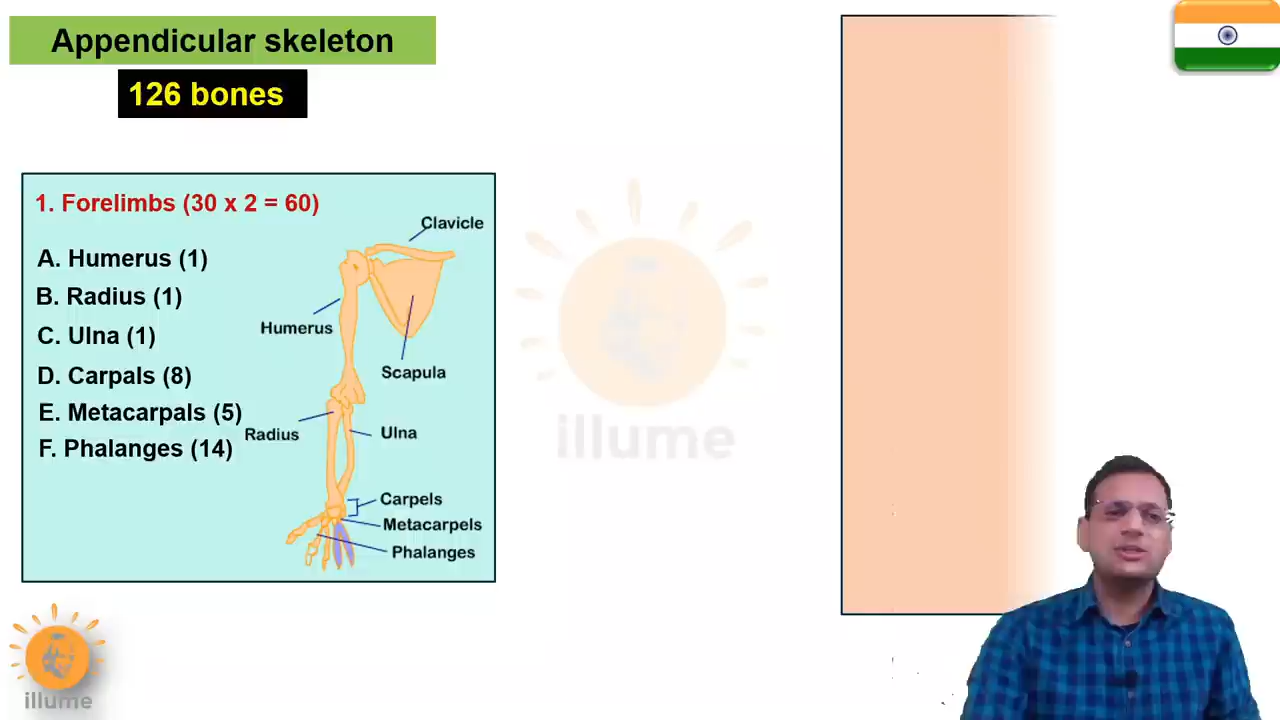 Appendicular skeleton
126 bones
1. Forelimbs (30 x 2 = 60)
A. Humerus (1)
B. Radius (1)
C. Ulna (1)
D. Carpals (8)
E. Metacarpals (5)
F. Phalanges (14)
Clavicle
Humerus
Scapula
Radius
Ulna
Carpels
Metacarpels
Phalanges
illume
illume